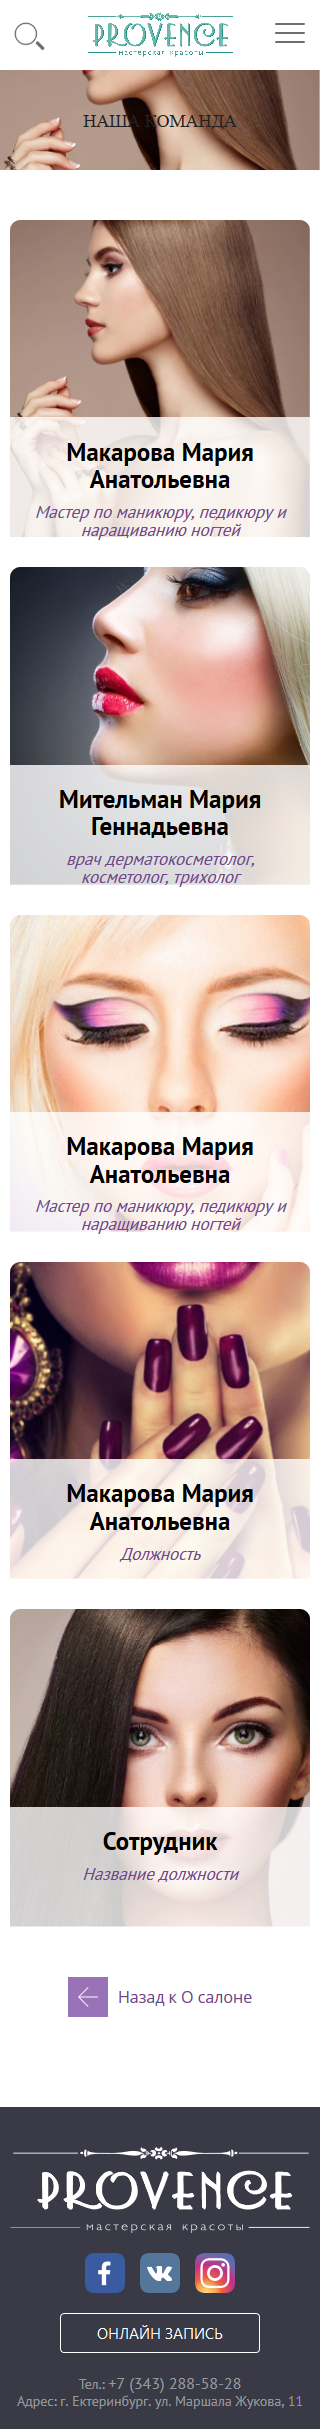 PROVENCE
мастерская красоты
НАША КОМАНДА
Макарова Мария
Анатольевна
Мастер по маникюру, педикюру и
наращиванию ногтей
Мительман Мария
Геннадьевна
врач дерматокосметолог,
косметолог, трихолог
Макарова Мария
Анатольевна
Мастер по маникюру, педикюру и
наращиванию ногтей
Макарова Мария
Анатольевна
Должность
Сотрудник
Название должности
Назад к О салоне
PROVENCE
мастерская красоты
ОНЛАЙН ЗАПИСЬ
Тел.: +7 (343) 288-58-28
Адрес: г. Ектеринбург. ул. Маршала Жукова, 11